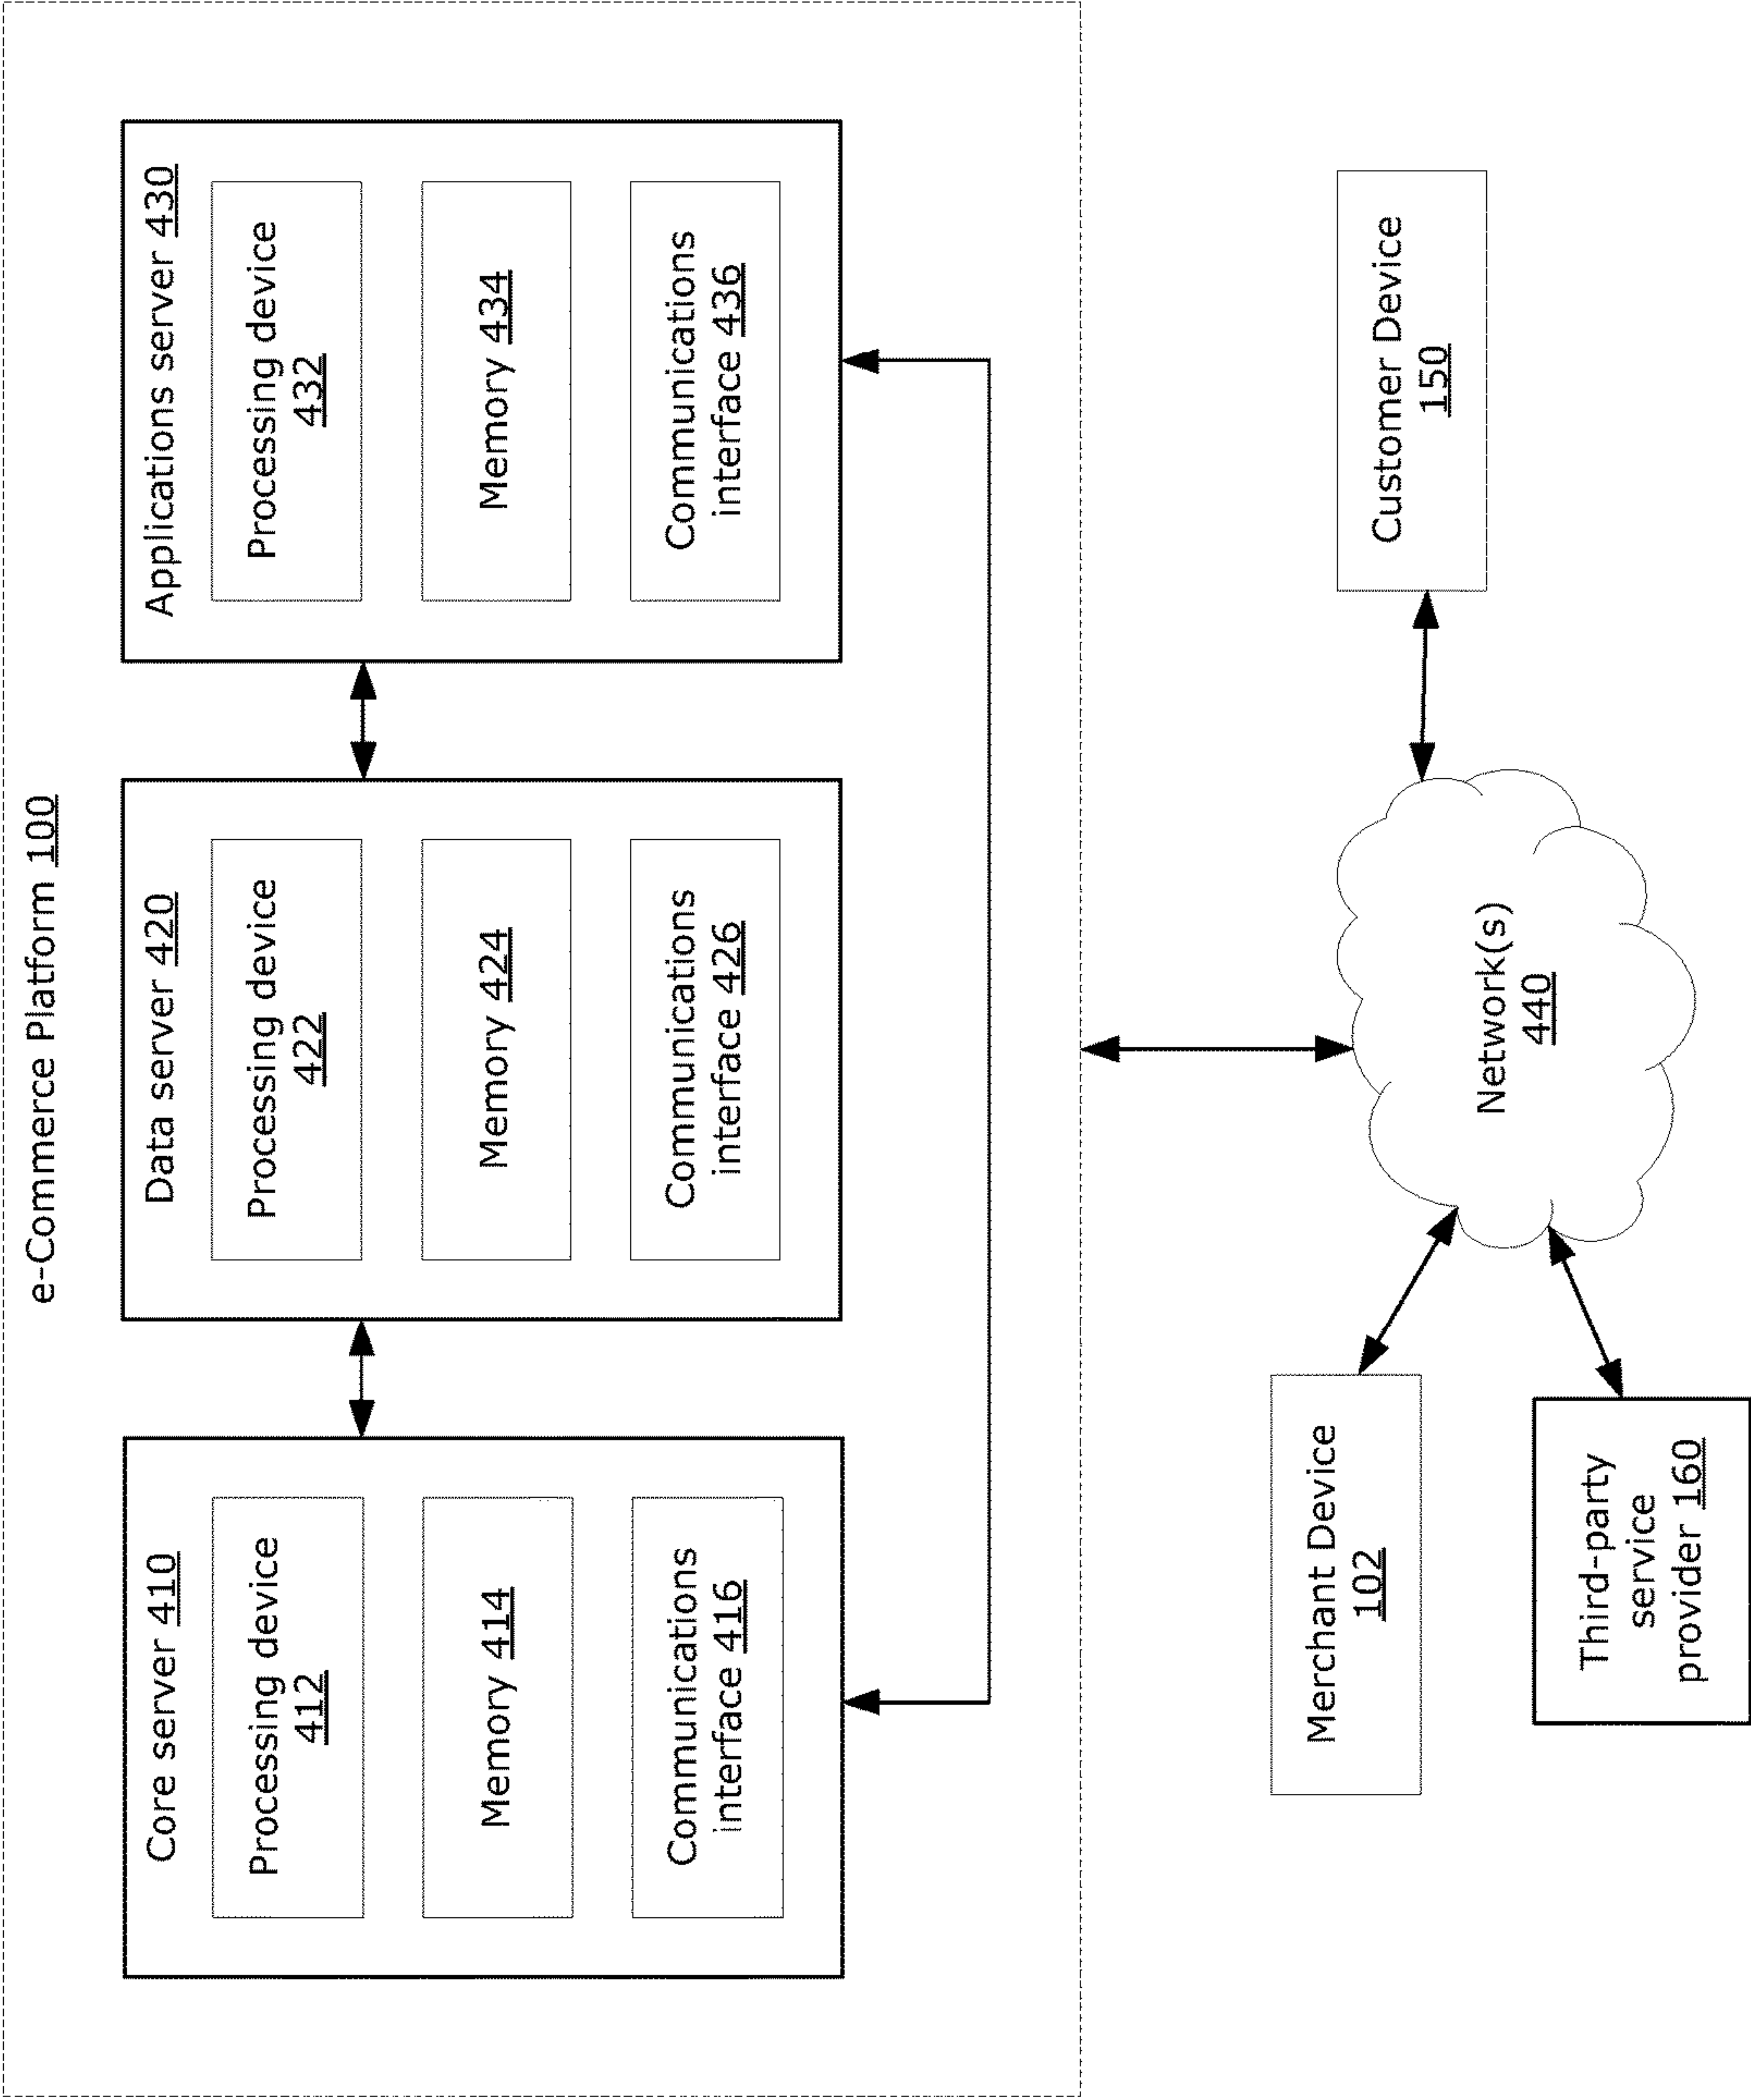 e-Commerce Platform 100
Core server 410
Processing device
412
Memory 414
Communications
interface 416
Data server 420
Processing device
422
Memory 424
Communications
interface 426
Applications server 430
Processing device
432
Memory 434
Communications
interface 436
Merchant Device
102
Third-party
service
provider 160
Network(s)
440
Customer Device
150